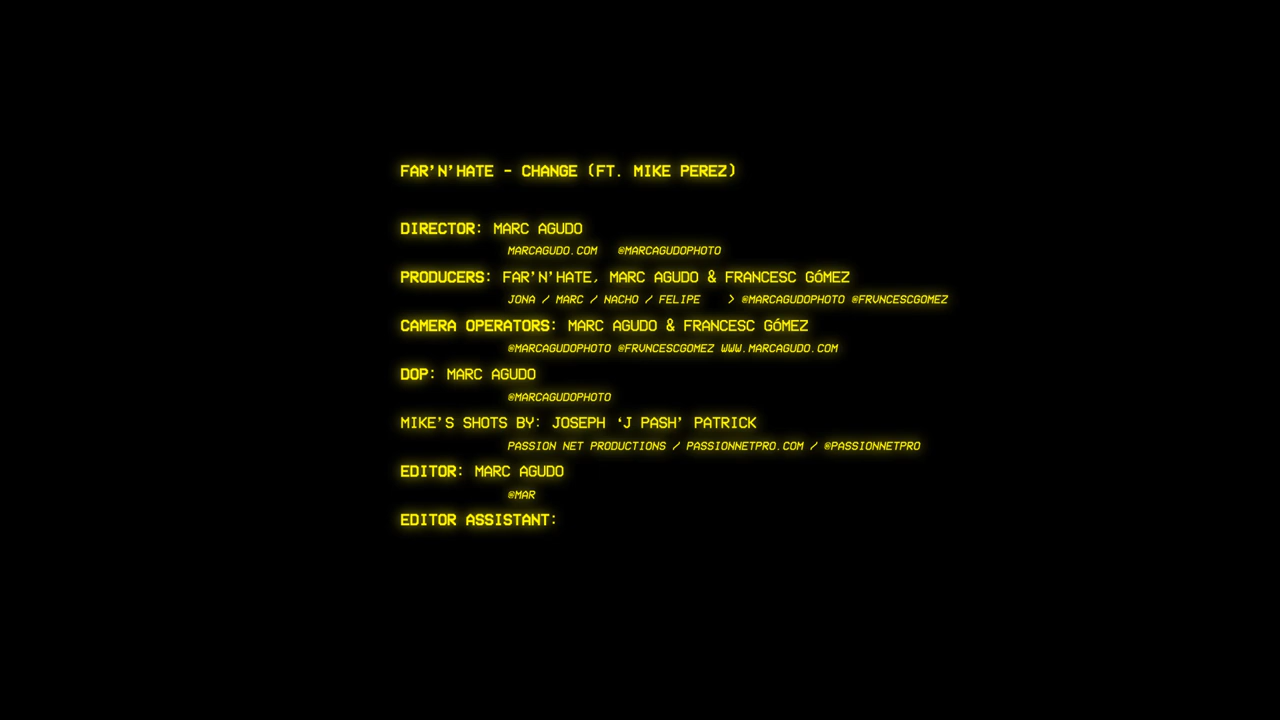 FAR'N'HATE - CHANGE (FT. MIKE PEREZ)
DIRECTOR: MARC AGUDO
MARCAGUDO.COM @MARCAGUDOPHOTO
PRODUCERS: FAR'N'HATE, MARC AGUDO & FRANCESC GÓMEZ
JONA / MARC / NACHO / FELIPE > @MARCAGUDOPHOTO @FRVNCESCGOMEZ
CAMERA OPERATORS: MARC AGUDO & FRANCESC GÓMEZ
@MARCAGUDOPHOTO @FRVNCESCGOMEZ WWW.MARCAGUDO.COM
DOP: MARC AGUDO
@MARCAGUDOPHOTO
MIKE'S SHOTS BY: JOSEPH ‘J PASH’ PATRICK
PASSION NET PRODUCTIONS / PASSIONNETPRO.COM / @PASSIONNETPRO
EDITOR: MARC AGUDO
@MAR
EDITOR ASSISTANT: